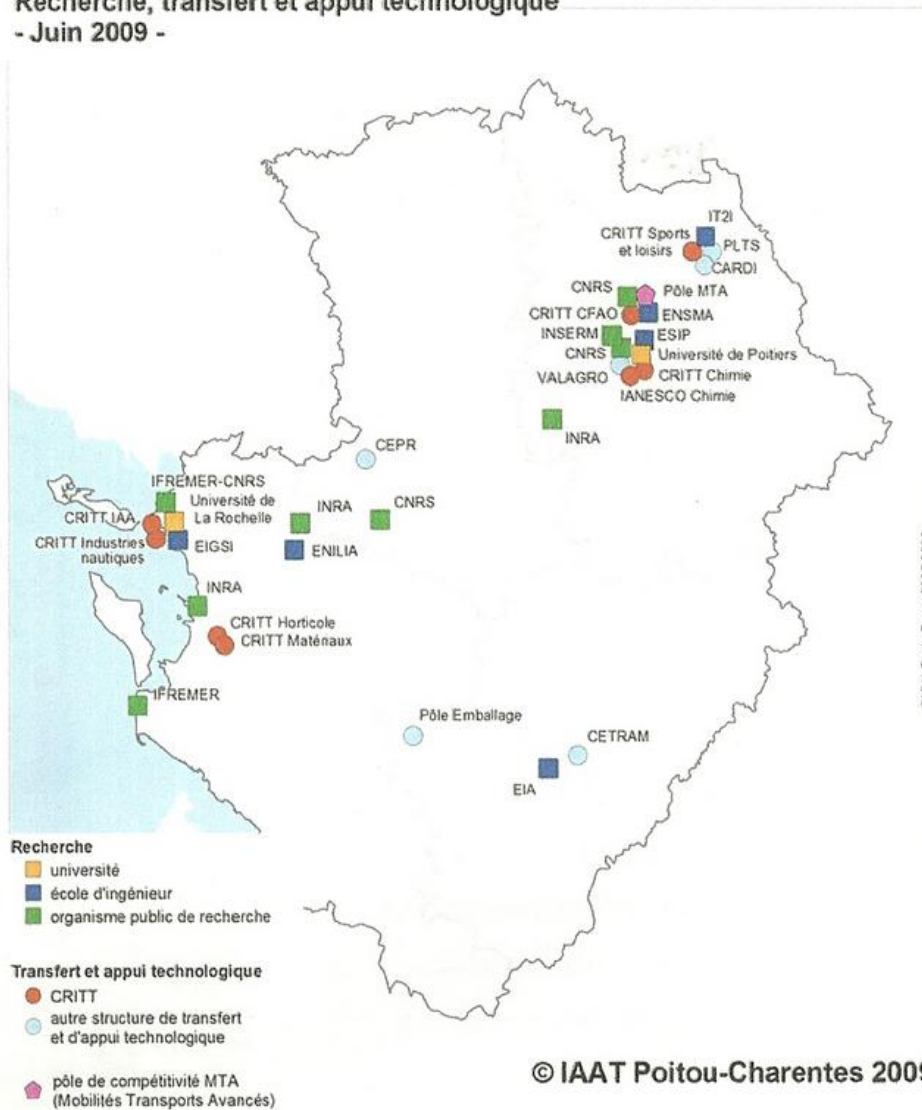 Recherche, transfert et appui technologique
- Juin 2009 -
IT2I
CRITT Sports
et loisirs
PLTS
CARDI
CNRS
Pôle MTA
CRITT CFAO
ENSMA
INSERM
ESIP
CNRS
Université de Poitiers
VALAGRO
CRITT Chimie
IANESCO Chimie
INRA
CEPR
IFREMER-CNRS
Université de
La Rochelle
INRA
CNRS
CRITT IAA
CRITT Industries
nautiques
EIGSI
ENILIA
INRA
CRITT Horticole
CRITT Matériaux
IFREMER
Pôle Emballage
CETRAM
EIA
Recherche
université
école d'ingénieur
organisme public de recherche
Transfert et appui technologique
CRITT
autre structure de transfert
et d'appui technologique
pôle de compétitivité MTA
(Mobilités Transports Avancés)
© IAAT Poitou-Charentes 2009